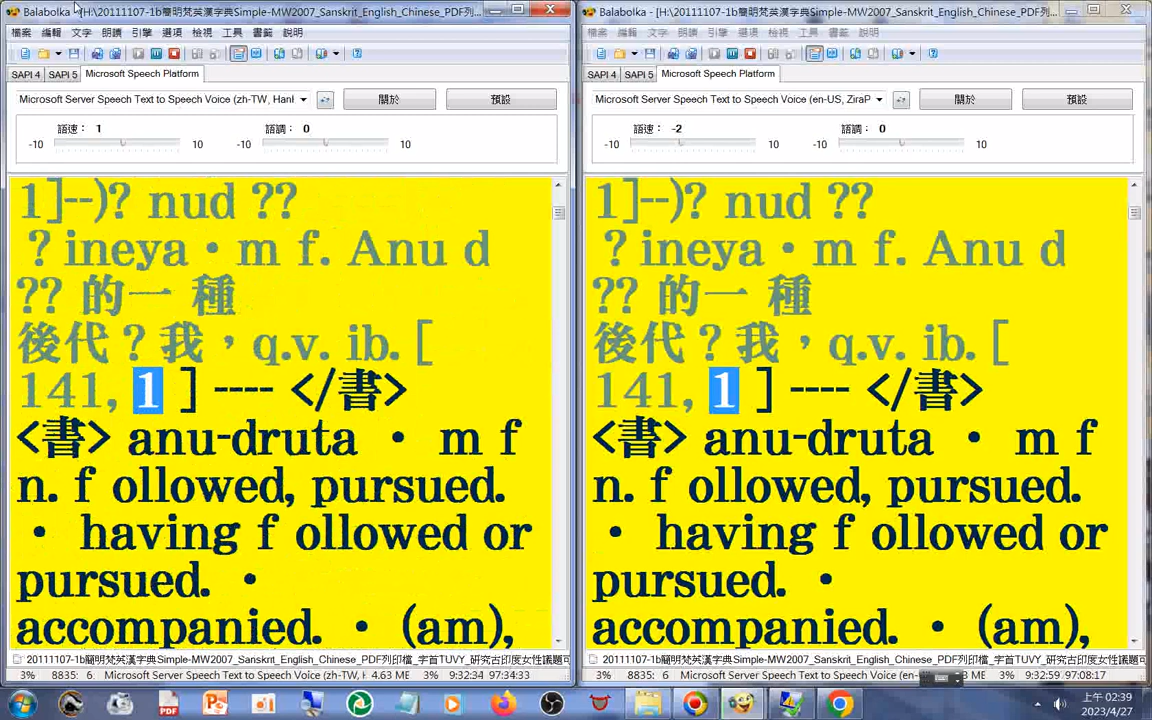 Balabolka - [H:\20111107-1b簡明梵英漢字典Simple-MW2007_Sanskrit_English_Chinese_PDF列...
檔案 編輯 文字 朗讀 引擎 選項 檢視 工具 書籤 說明
SAPI 4 SAPI 5 Microsoft Speech Platform
Microsoft Server Speech Text to Speech Voice (zh-TW, Hanl 關於 預設
語速： 1 語調： 0
-10 10 -10 10
1]--)? nud ??
? ineya • m f. Anu d
?? 的一 種
後代？我，q.v. ib. [
141, 1 ] ---- </書>
<書> anu-druta • m f
n. f ollowed, pursued.
• having f ollowed or
pursued. •
accompanied. • (am),
20111107-1b簡明梵英漢字典Simple-MW2007_Sanskrit_English_Chinese_PDF列印檔_字首TUVY_研究古印度女性議題可
3% 8835: 6 Microsoft Server Speech Text to Speech Voice (zh-TW, 4.63 ME 3% 9:32:34 97:34:33
Balabolka - [H:\20111107-1b簡明梵英漢字典Simple-MW2007_Sanskrit_English_Chinese_PDF列...
檔案 編輯 文字 朗讀 引擎 選項 檢視 工具 書籤 說明
SAPI 4 SAPI 5 Microsoft Speech Platform
Microsoft Server Speech Text to Speech Voice (en-US, ZiraP 關於 預設
語速： -2 語調： 0
-10 10 -10 10
1]--)? nud ??
? ineya • m f. Anu d
?? 的一 種
後代？我，q.v. ib. [
141, 1 ] ---- </書>
<書> anu-druta • m f
n. f ollowed, pursued.
• having f ollowed or
pursued. •
accompanied. • (am),
20111107-1b簡明梵英漢字典Simple-MW2007_Sanskrit_English_Chinese_PDF列印檔_字首TUVY_研究古印度女性議題可
3% 8835: 6 Microsoft Server Speech Text to Speech Voice (en-US, 4.63 ME 3% 9:32:59 97:08:17
PDF
上午 02:39
2023/4/27